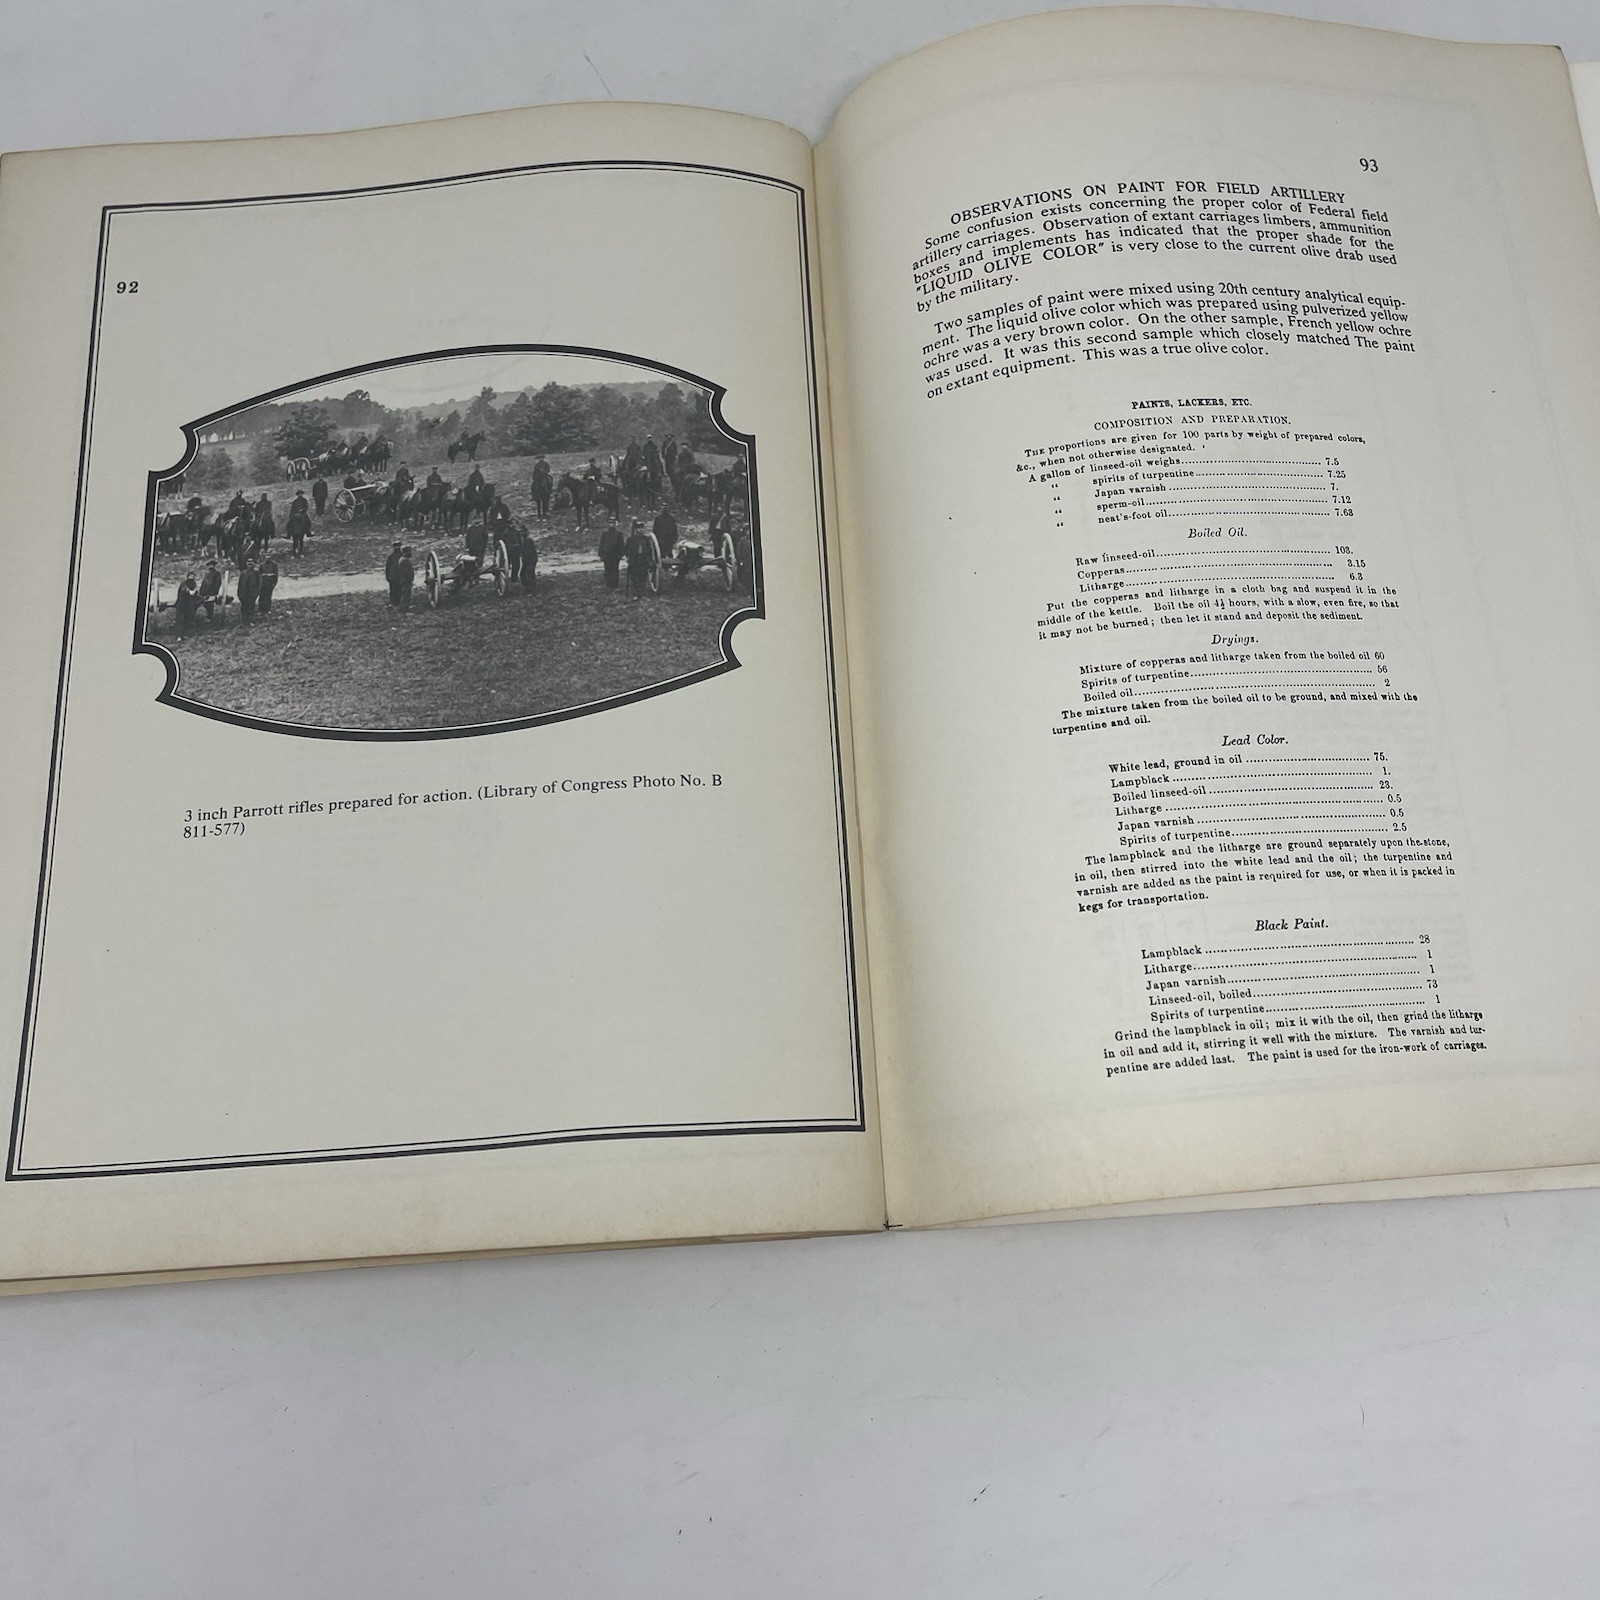 92
3 inch Parrott rifles prepared for action. (Library of Congress Photo No. B
811-577)
93
OBSERVATIONS ON PAINT FOR FIELD ARTILLERY
Some confusion exists concerning the proper color of Federal field
artillery carriages. Observation of extant carriages limbers, ammunition
boxes and implements has indicated that the proper shade for the
"LIQUID OLIVE COLOR" is very close to the current olive drab used
by the military.
Two samples of paint were mixed using 20th century analytical equip-
ment. The liquid olive color which was prepared using pulverized yellow
ochre was a very brown color. On the other sample, French yellow ochre
was used. It was this second sample which closely matched The paint
on extant equipment. This was a true olive color.
PAINTS, LACKERS, ETC.
COMPOSITION AND PREPARATION.
THE proportions are given for 100 parts by weight of prepared colors,
&c., when not otherwise designated.
A gallon of linseed-oil weighs........ 7.5
" spirits of turpentine........ 7.25
" Japan varnish........ 7.
" sperm-oil........ 7.12
" neat's-foot oil........ 7.63
Boiled Oil.
Raw linseed-oil........ 103.
Copperas........ 3.15
Litharge........ 6.3
Put the copperas and litharge in a cloth bag and suspend it in the
middle of the kettle. Boil the oil 4½ hours, with a slow, even fire, so that
it may not be burned; then let it stand and deposit the sediment.
Dryings.
Mixture of copperas and litharge taken from the boiled oil 60
Spirits of turpentine........ 56
Boiled oil........ 2
The mixture taken from the boiled oil to be ground, and mixed with the
turpentine and oil.
Lead Color.
White lead, ground in oil........ 75.
Lampblack........ 1.
Boiled linseed-oil........ 23.
Litharge........ 0.5
Japan varnish........ 0.5
Spirits of turpentine........ 2.5
The lampblack and the litharge are ground separately upon the stone,
in oil, then stirred into the white lead and the oil; the turpentine and
varnish are added as the paint is required for use, or when it is packed in
kegs for transportation.
Black Paint.
Lampblack........ 28
Litharge........ 1
Japan varnish........ 1
Linseed-oil, boiled........ 73
Spirits of turpentine........ 1
Grind the lampblack in oil; mix it with the oil, then grind the litharge
in oil and add it, stirring it well with the mixture. The varnish and tur-
pentine are added last. The paint is used for the iron-work of carriages.